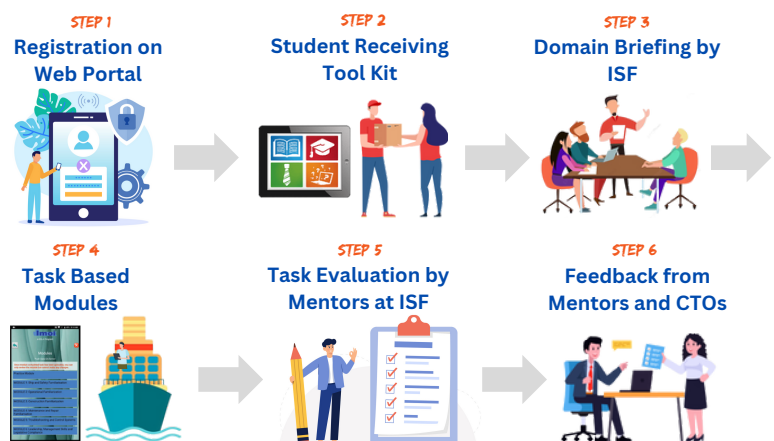 STEP 1
Registration on
Web Portal
STEP 2
Student Receiving
Tool Kit
STEP 3
Domain Briefing by
ISF
STEP 4
Task Based
Modules
STEP 5
Task Evaluation by
Mentors at ISF
STEP 6
Feedback from
Mentors and CTOs